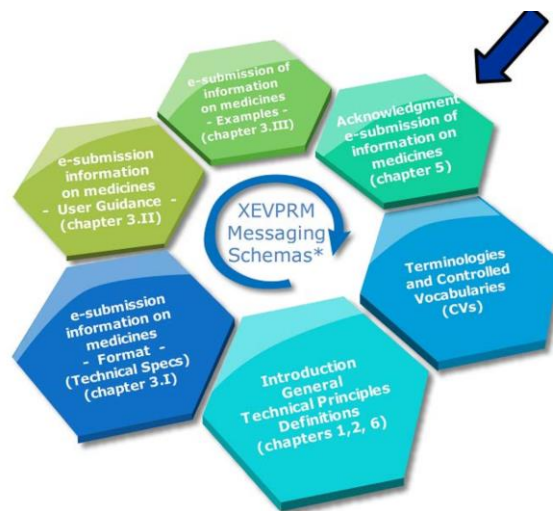 e-submission of
information
on medicines
- Examples -
(chapter 3.III)
Acknowledgment
e-submission of
information on
medicines
(chapter 5)
e-submission
information
on medicines
- User Guidance -
(chapter 3.II)
XEVPRM
Messaging
Schemas*
Terminologies
and Controlled
Vocabularies
(CVs)
e-submission
information on
medicines
- Format -
(Technical Specs)
(chapter 3.I)
Introduction
General
Technical Principles
Definitions
(chapters 1,2, 6)